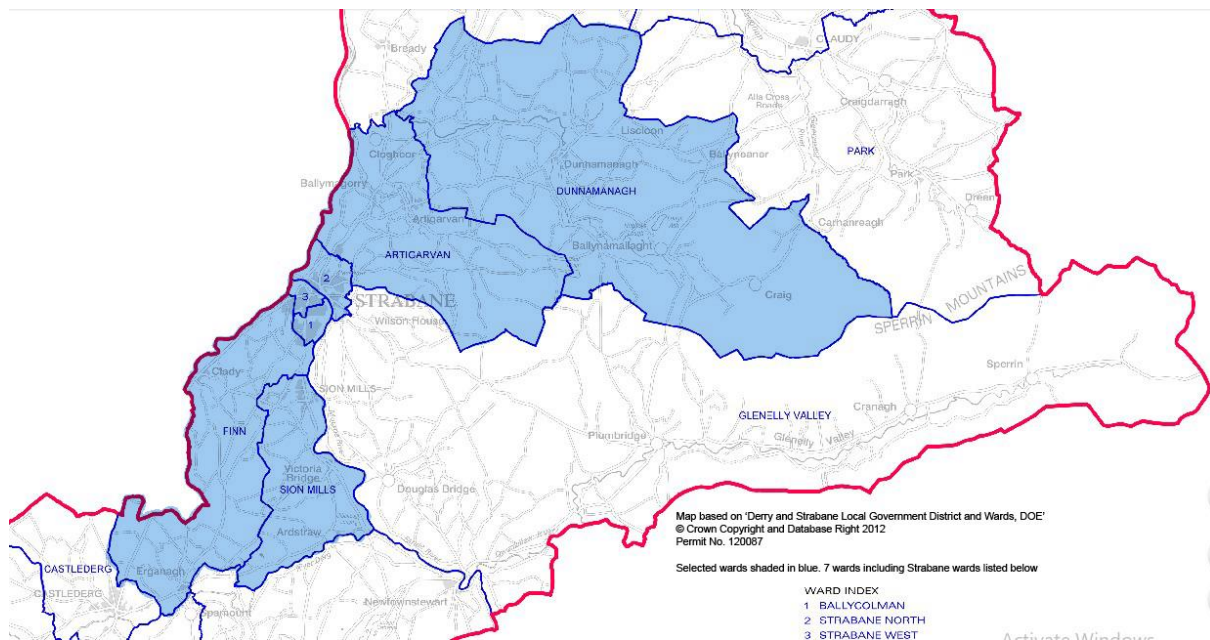 Bready
CLAUDY
Alla Cross
Roads
Craigdarragh
Liscloon
Cloghcor
Ballyneaner
PARK
Dunnamanagh
Park
Ballymagorry
DUNNAMANAGH
Dreen
Artigarvan
Carnanreagh
Ballynamallaght
ARTIGARVAN
2
Craig
3
STRABANE
SPERRIN MOUNTAINS
Wilson House
1
Sperrin
Clady
SION MILLS
Cranagh
GLENELLY VALLEY
FINN
Plumbridge
Glenelly Valley
Victoria
Bridge
SION MILLS
Douglas Bridge
Ardstraw
CASTLEDERG
Erganagh
CASTLEDERG
Newtownstewart
Spamount
Map based on 'Derry and Strabane Local Government District and Wards, DOE'
© Crown Copyright and Database Right 2012
Permit No. 120087
Selected wards shaded in blue. 7 wards including Strabane wards listed below
WARD INDEX
1 BALLYCOLMAN
2 STRABANE NORTH
3 STRABANE WEST
Activate Windows